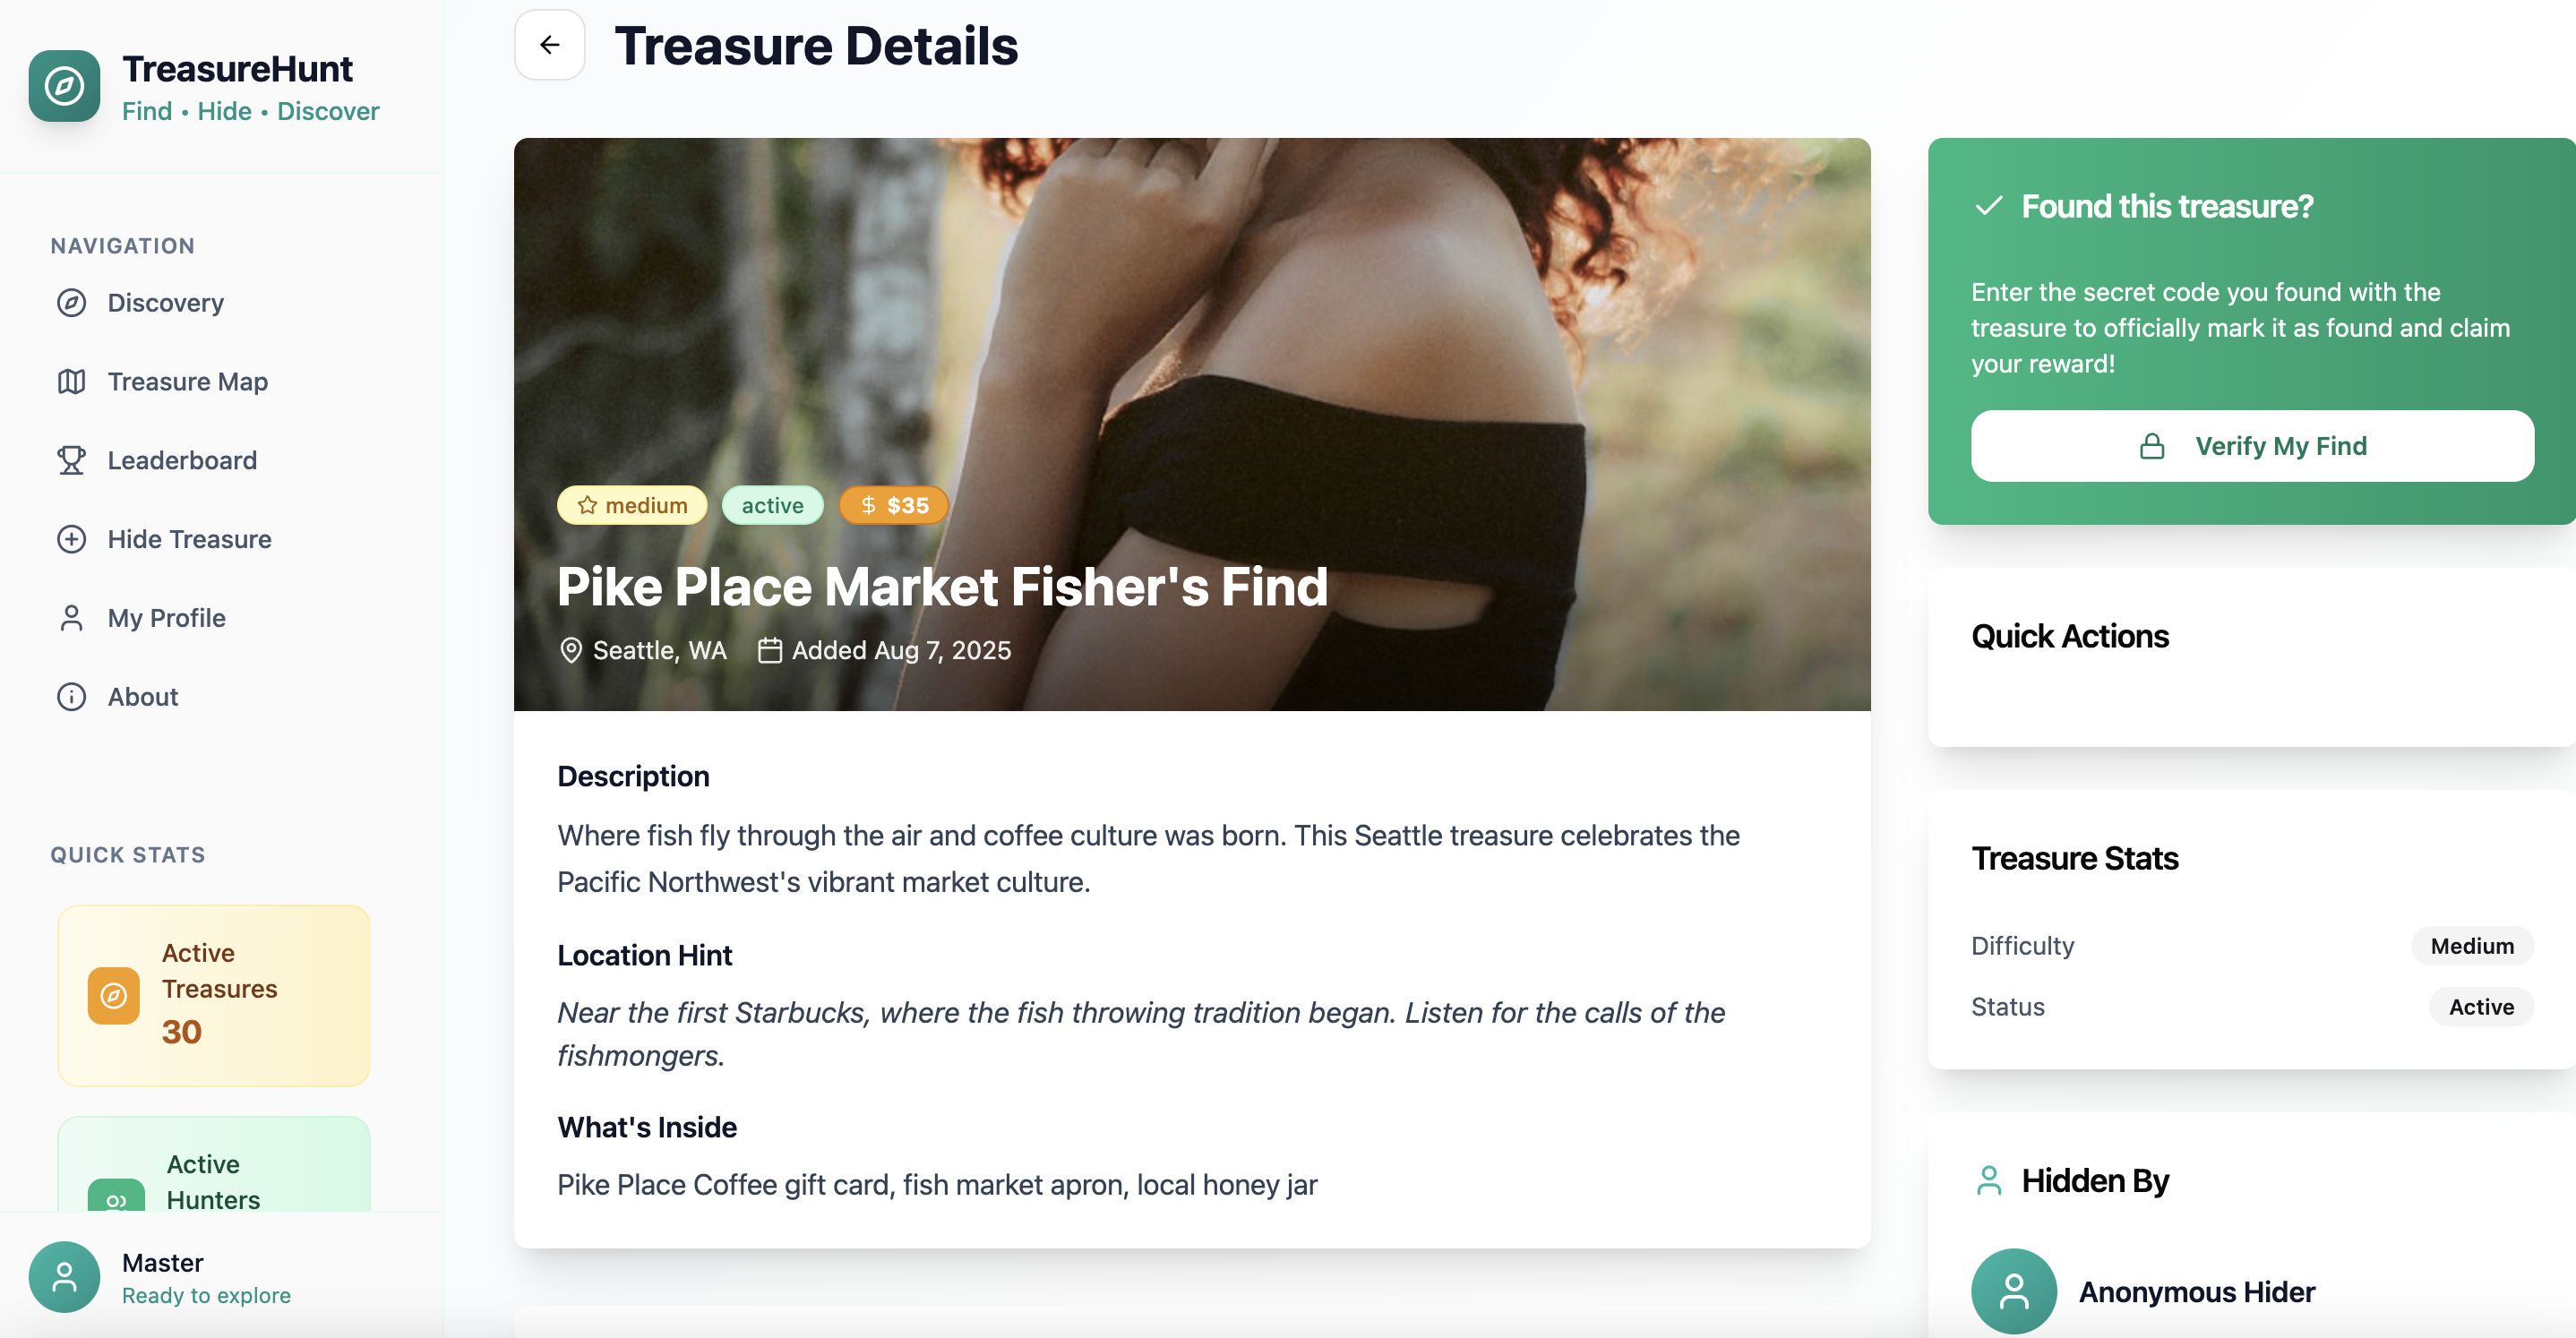 TreasureHunt
Find • Hide • Discover
NAVIGATION
Discovery
Treasure Map
Leaderboard
Hide Treasure
My Profile
About
QUICK STATS
Active
Treasures
30
Active
Hunters
Master
Ready to explore
Treasure Details
medium
active
$ $35
Pike Place Market Fisher's Find
Seattle, WA
Added Aug 7, 2025
Description
Where fish fly through the air and coffee culture was born. This Seattle treasure celebrates the
Pacific Northwest's vibrant market culture.
Location Hint
Near the first Starbucks, where the fish throwing tradition began. Listen for the calls of the
fishmongers.
What's Inside
Pike Place Coffee gift card, fish market apron, local honey jar
Found this treasure?
Enter the secret code you found with the
treasure to officially mark it as found and claim
your reward!
Verify My Find
Quick Actions
Treasure Stats
Difficulty
Medium
Status
Active
Hidden By
Anonymous Hider